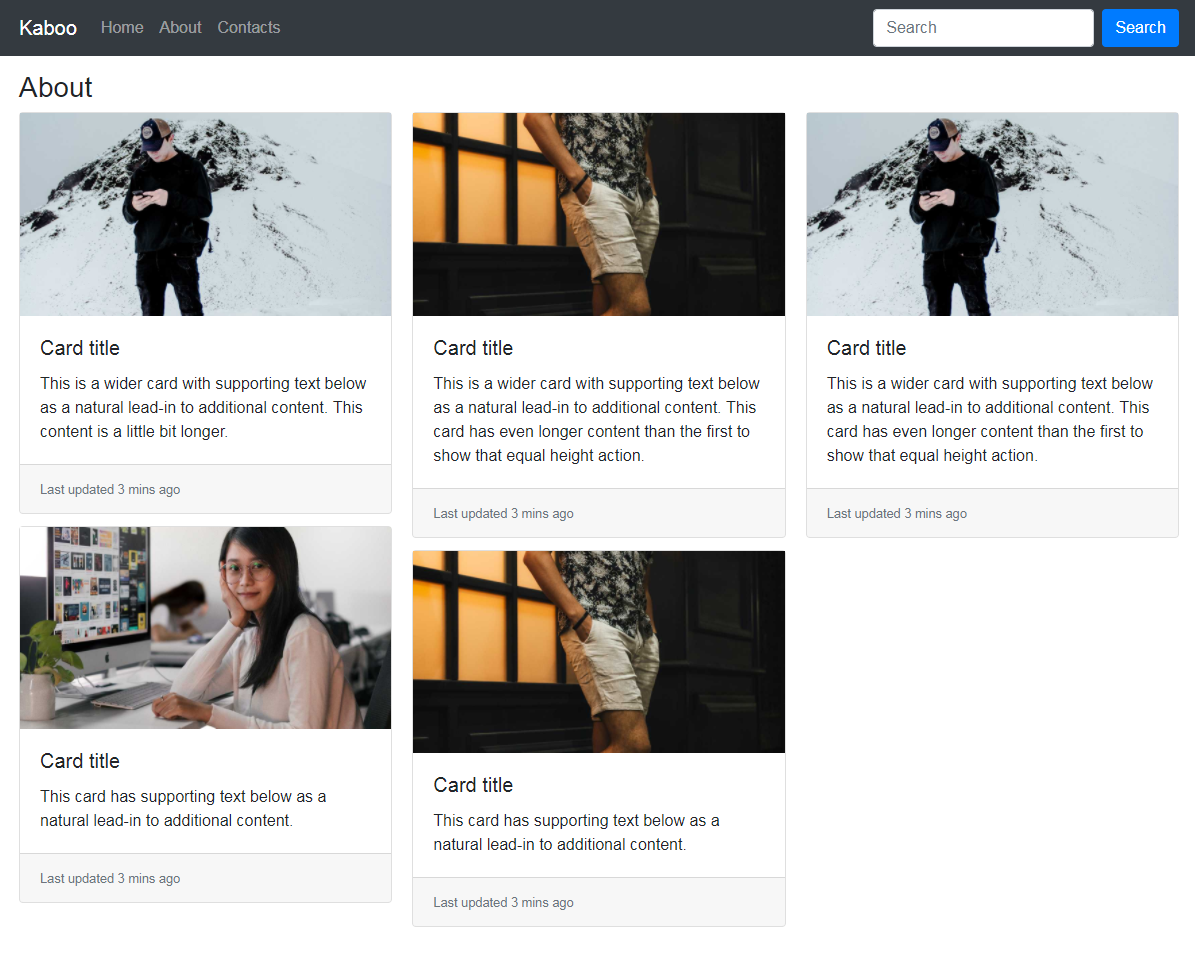 Kaboo Home About Contacts Search Search
About
Card title
This is a wider card with supporting text below
as a natural lead-in to additional content. This
content is a little bit longer.
Last updated 3 mins ago
Card title
This card has supporting text below as a
natural lead-in to additional content.
Last updated 3 mins ago
Card title
This is a wider card with supporting text below
as a natural lead-in to additional content. This
card has even longer content than the first to
show that equal height action.
Last updated 3 mins ago
Card title
This card has supporting text below as a
natural lead-in to additional content.
Last updated 3 mins ago
Card title
This is a wider card with supporting text below
as a natural lead-in to additional content. This
card has even longer content than the first to
show that equal height action.
Last updated 3 mins ago